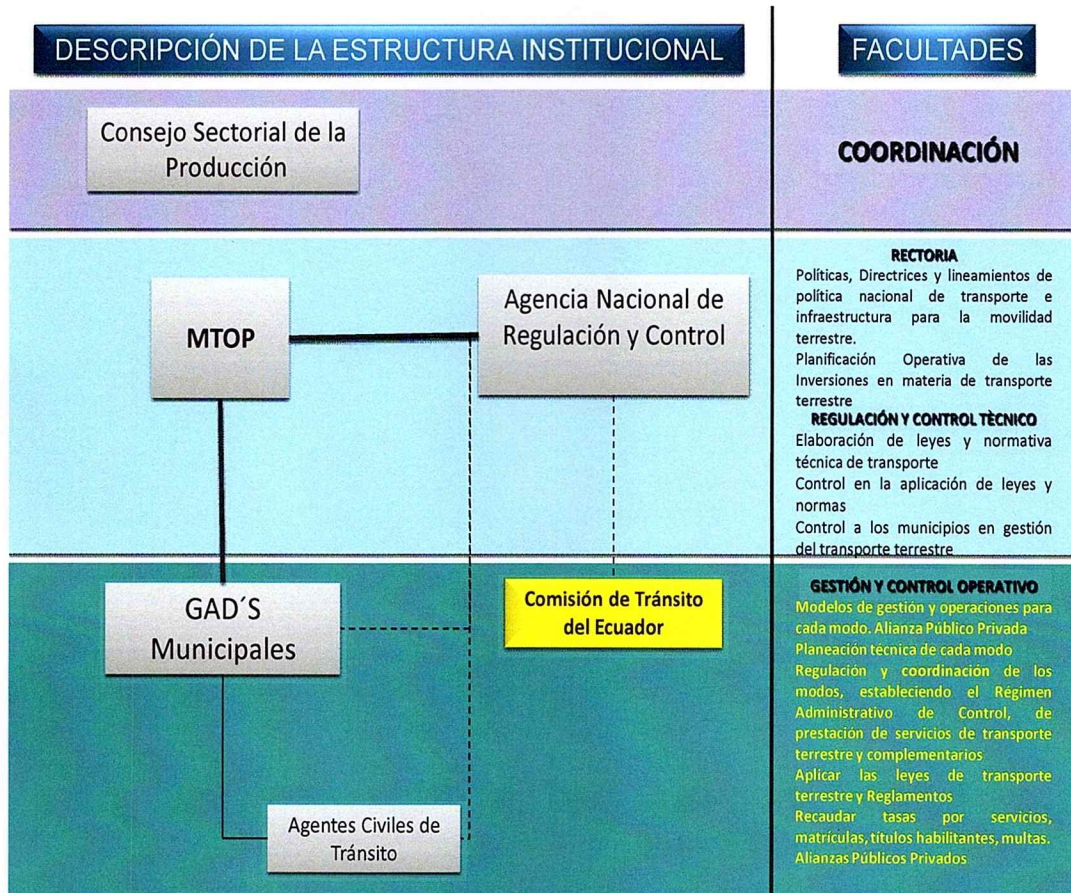 DESCRIPCIÓN DE LA ESTRUCTURA INSTITUCIONAL
FACULTADES
Consejo Sectorial de la
Producción
COORDINACIÓN
MTOP
Agencia Nacional de
Regulación y Control
RECTORIA
Políticas, Directrices y lineamientos de
política nacional de transporte e
infraestructura para la movilidad
terrestre.
Planificación Operativa de las
Inversiones en materia de transporte
terrestre
REGULACIÓN Y CONTROL TÈCNICO
Elaboración de leyes y normativa
técnica de transporte
Control en la aplicación de leyes y
normas
Control a los municipios en gestión
del transporte terrestre
GAD´S
Municipales
Comisión de Tránsito
del Ecuador
Agentes Civiles de
Tránsito
GESTIÓN Y CONTROL OPERATIVO
Modelos de gestión y operaciones para
cada modo. Alianza Público Privada
Planeación técnica de cada modo
Regulación y coordinación de los
modos, estableciendo el Régimen
Administrativo de Control, de
prestación de servicios de transporte
terrestre y complementarios
Aplicar las leyes de transporte
terrestre y Reglamentos
Recaudar tasas por servicios,
matrículas, títulos habilitantes, multas.
Alianzas Públicos Privados